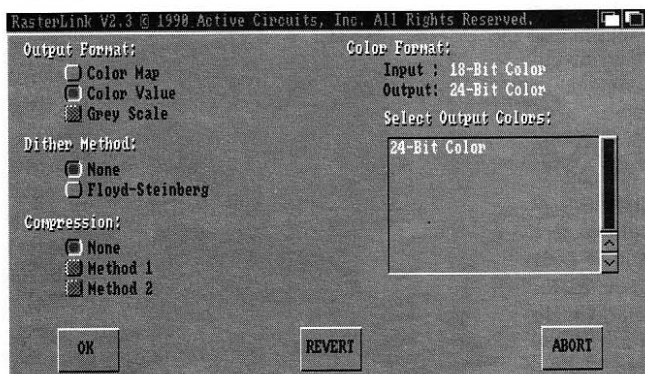 RasterLink V2.3 © 1990 Active Circuits, Inc. All Rights Reserved.
Output Format:
Color Map
Color Value
Grey Scale
Dither Method:
None
Floyd-Steinberg
Compression:
None
Method 1
Method 2
Color Format:
Input : 18-Bit Color
Output: 24-Bit Color
Select Output Colors:
24-Bit Color
OK
REVERT
ABORT